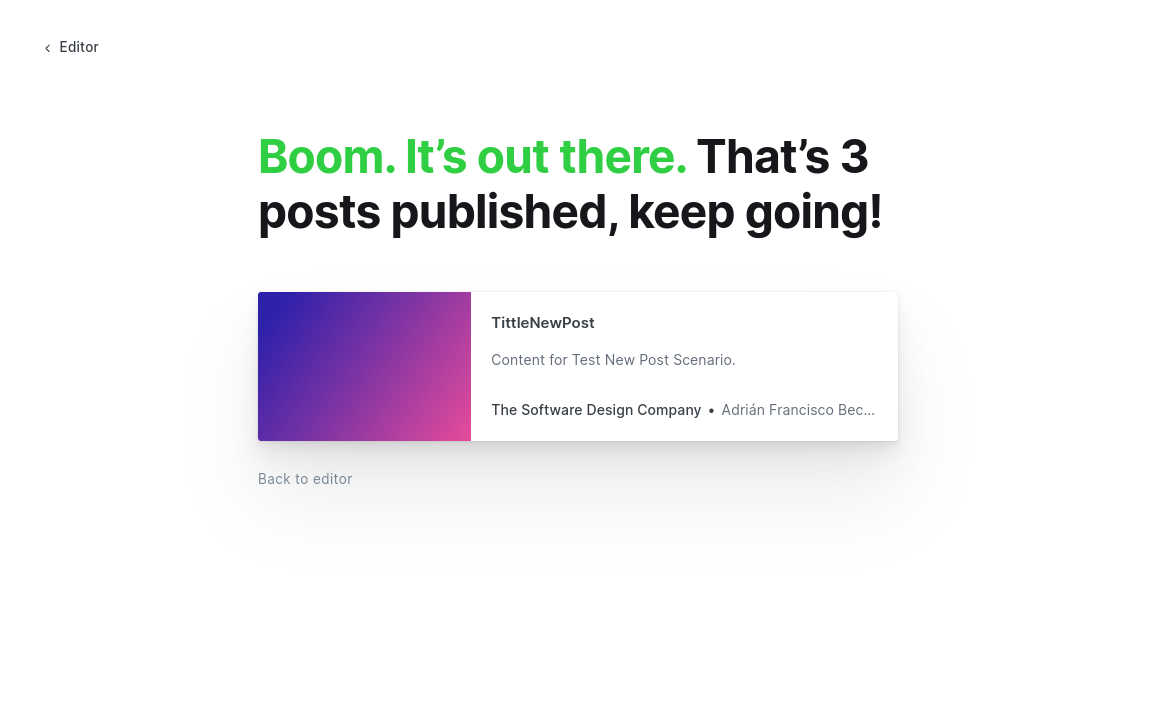 Editor
Boom. It’s out there. That’s 3
posts published, keep going!
TittleNewPost
Content for Test New Post Scenario.
The Software Design Company • Adrián Francisco Bec…
Back to editor